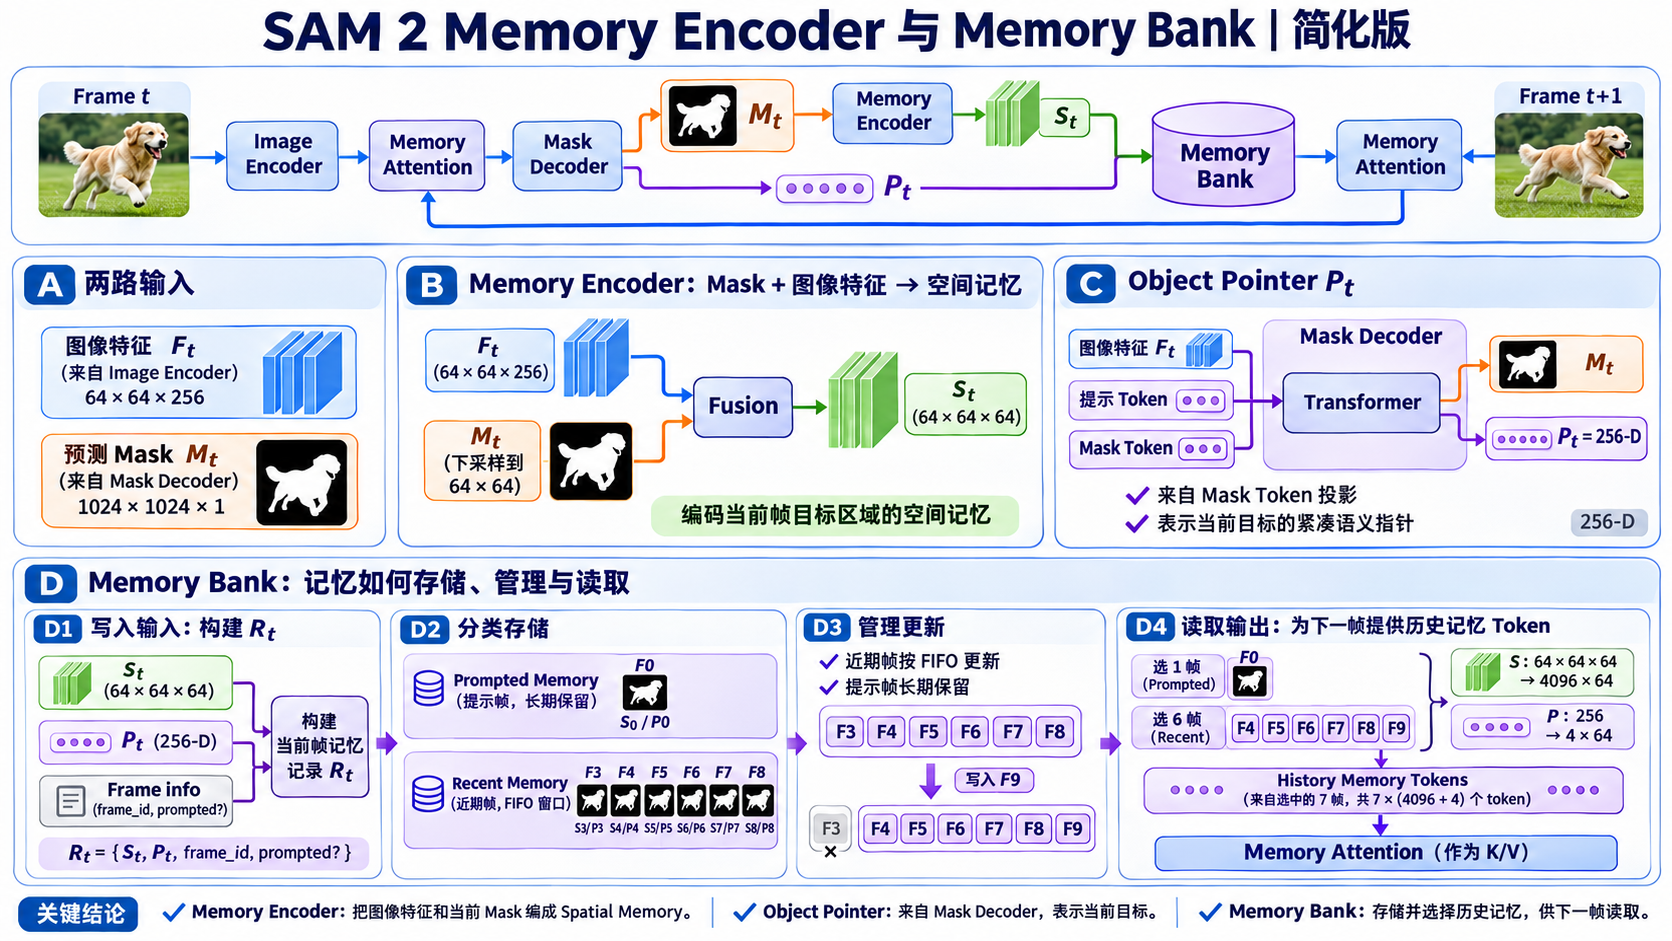 SAM 2 Memory Encoder 与 Memory Bank | 简化版
Frame t
Image
Encoder
Memory
Attention
Mask
Decoder
Mt
Memory
Encoder
St
Pt
Memory
Bank
Memory
Attention
Frame t+1
A 两路输入
图像特征 Ft
(来自 Image Encoder)
64 × 64 × 256
预测 Mask Mt
(来自 Mask Decoder)
1024 × 1024 × 1
B Memory Encoder: Mask + 图像特征 → 空间记忆
Ft
(64 × 64 × 256)
Mt
(下采样到
64 × 64)
Fusion
St
(64 × 64 × 64)
编码当前帧目标区域的空间记忆
C Object Pointer Pt
图像特征 Ft
提示 Token
Mask Token
Mask Decoder
Transformer
Mt
Pt = 256-D
✓ 来自 Mask Token 投影
✓ 表示当前目标的紧凑语义指针
256-D
D Memory Bank: 记忆如何存储、管理与读取
D1 写入输入: 构建 Rt
St
(64 × 64 × 64)
Pt (256-D)
Frame info
(frame_id, prompted?)
构建
当前帧记忆
记录 Rt
Rt = { St, Pt, frame_id, prompted? }
D2 分类存储
Prompted Memory
(提示帧, 长期保留)
F0
S0 / P0
Recent Memory
(近期帧, FIFO 窗口)
F3 F4 F5 F6 F7 F8
S3/P3 S4/P4 S5/P5 S6/P6 S7/P7 S8/P8
D3 管理更新
✓ 近期帧按 FIFO 更新
✓ 提示帧长期保留
F3 F4 F5 F6 F7 F8
写入 F9
F3 F4 F5 F6 F7 F8 F9
×
D4 读取输出: 为下一帧提供历史记忆 Token
选 1 帧
(Prompted)
F0
选 6 帧
(Recent)
F4 F5 F6 F7 F8 F9
S : 64 × 64 × 64
→ 4096 × 64
P : 256
→ 4 × 64
History Memory Tokens
(来自选中的 7 帧, 共 7 × (4096 + 4) 个 token)
Memory Attention (作为 K/V)
关键结论
✓ Memory Encoder: 把图像特征和当前 Mask 编成 Spatial Memory。
✓ Object Pointer: 来自 Mask Decoder, 表示当前目标。
✓ Memory Bank: 存储并选择历史记忆, 供下一帧读取。